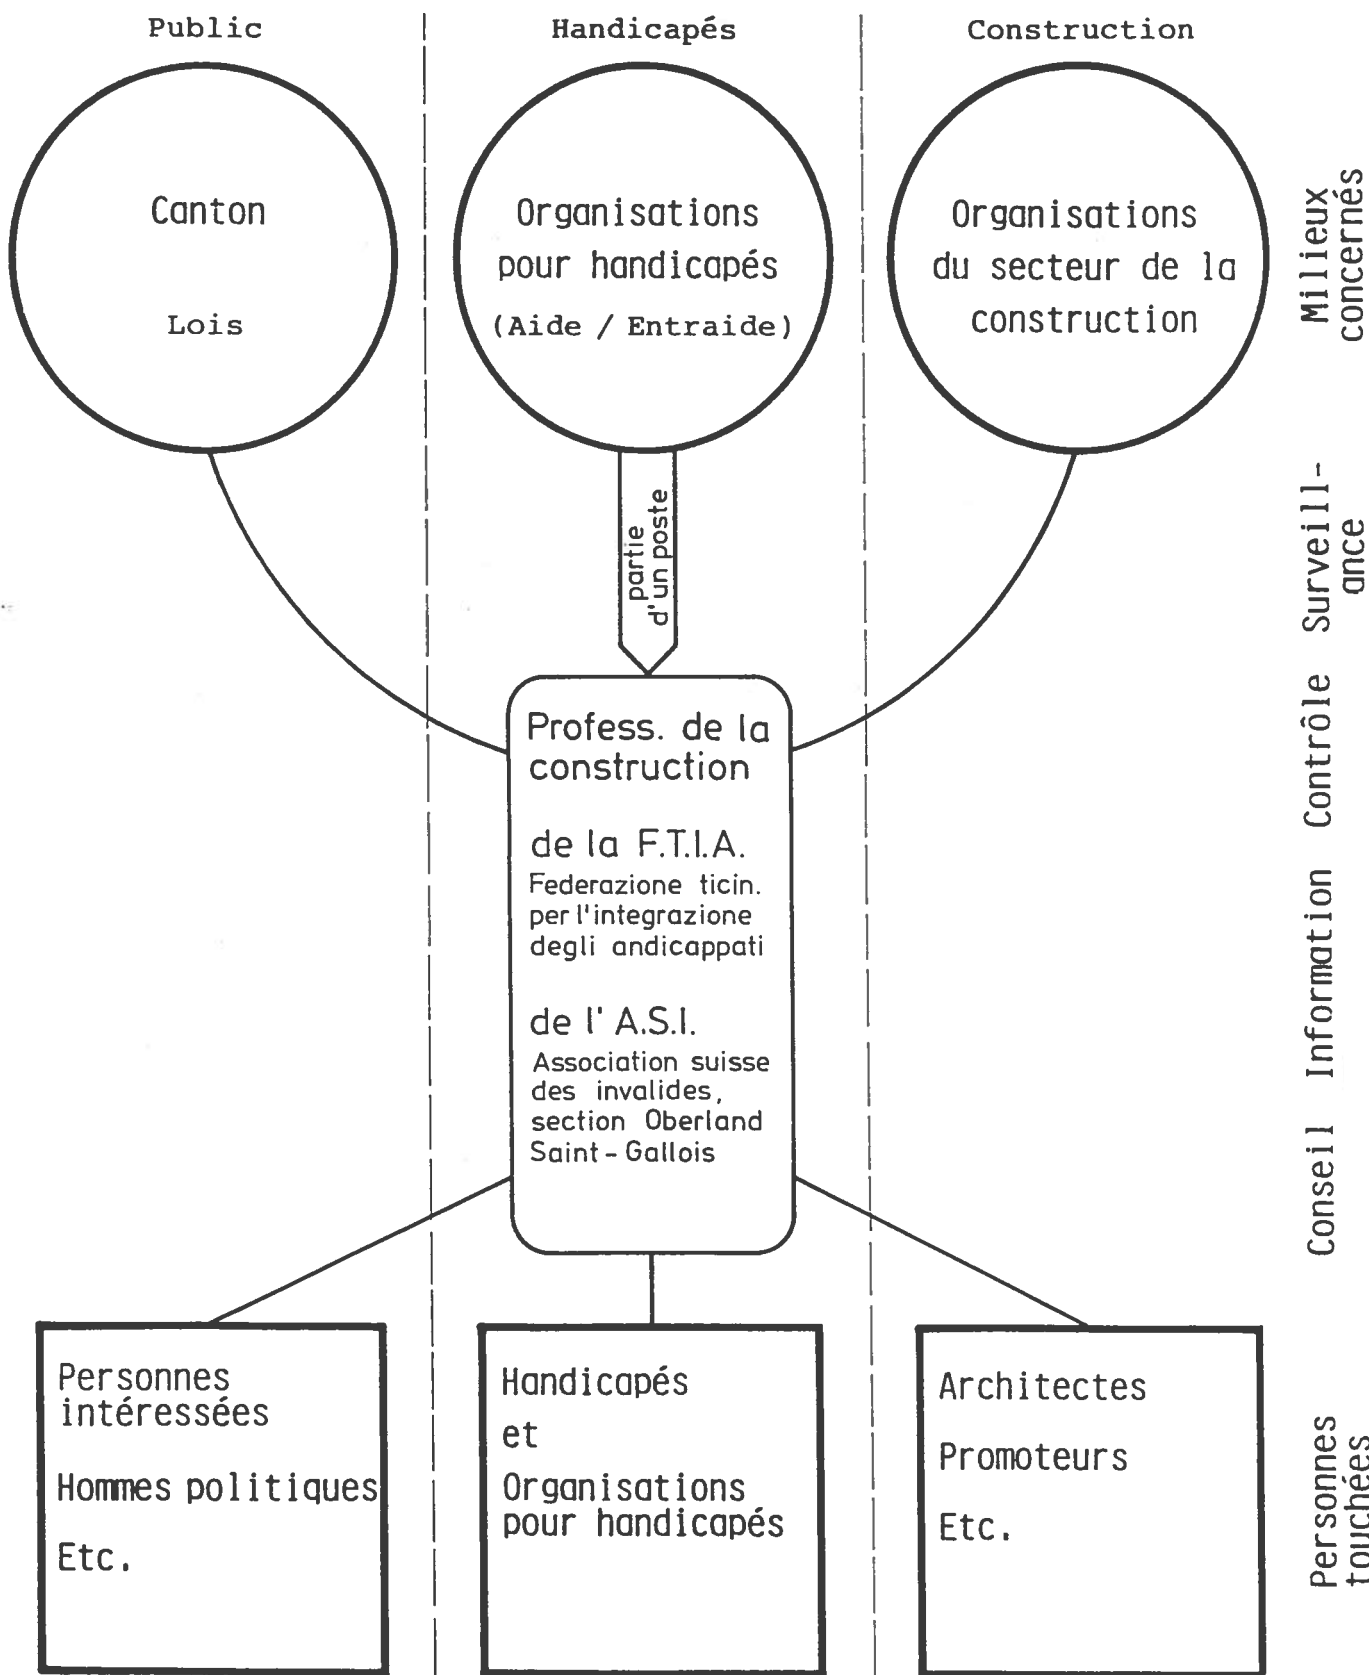 Public
Handicapés
Construction
Canton
Lois
Organisations
pour handicapés
(Aide / Entraide)
Organisations
du secteur de la
construction
Milieux
concernés
partie
d'un poste
Surveill-
ance
Contrôle
Information
Conseil
Profess. de la
construction
de la F.T.I.A.
Federazione ticin.
per l'integrazione
degli andicappati
de l' A.S.I.
Association suisse
des invalides,
section Oberland
Saint-Gallois
Personnes
intéressées
Hommes politiques
Etc.
Handicapés
et
Organisations
pour handicapés
Architectes
Promoteurs
Etc.
Personnes
touchées